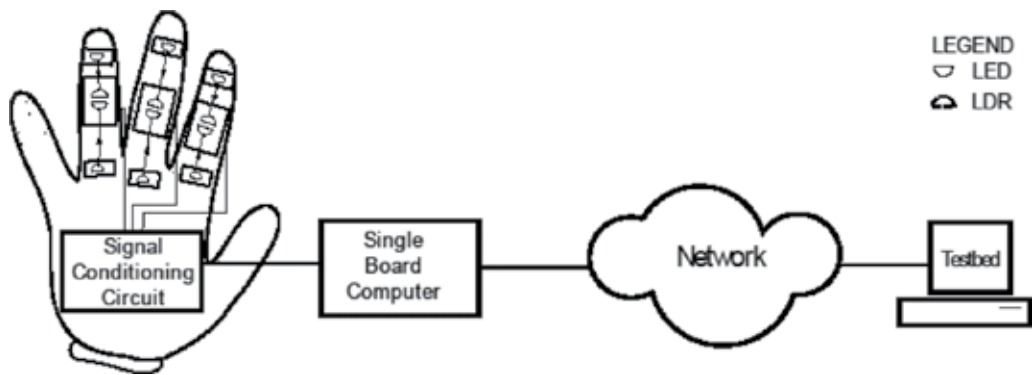 LEGEND
LED
LDR
Signal
Conditioning
Circuit
Single
Board
Computer
Network
Testbed